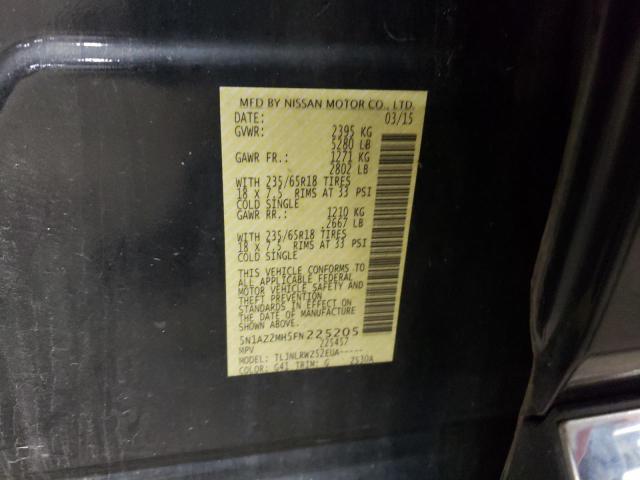 MFD BY NISSAN MOTOR CO., LTD.
DATE: 03/15
GVWR: 2395 KG
5280 LB
GAWR FR.: 1271 KG
2802 LB
WITH 235/65R18 TIRES
18 X 7.5 RIMS AT 33 PSI
COLD SINGLE
GAWR RR.: 1210 KG
2667 LB
WITH 235/65R18 TIRES
18 X 7.5 RIMS AT 33 PSI
COLD SINGLE
THIS VEHICLE CONFORMS TO
ALL APPLICABLE FEDERAL
MOTOR VEHICLE SAFETY AND
THEFT PREVENTION
STANDARDS IN EFFECT ON
THE DATE OF MANUFACTURE
SHOWN ABOVE.
5N1AZ2MH5FN225205
MPV 225457
MODEL: TLJNLRWZ52EUA-----
COLOR: G41 TRIM: G Z530A